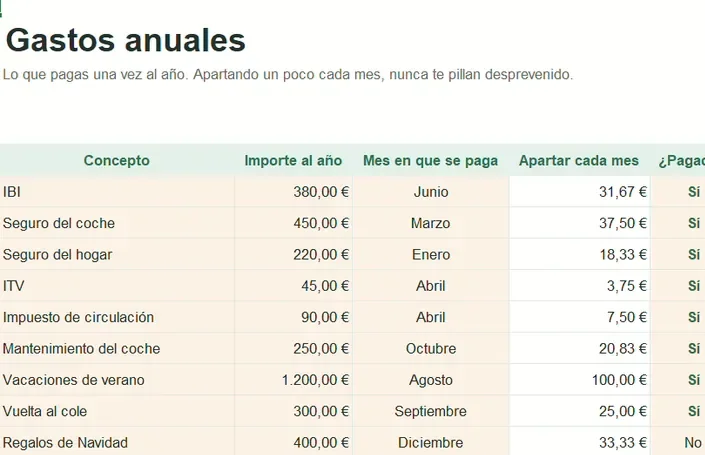 Gastos anuales
Lo que pagas una vez al año. Apartando un poco cada mes, nunca te pillan desprevenido.
Concepto Importe al año Mes en que se paga Apartar cada mes
IBI 380,00 € Junio 31,67 € Sí
Seguro del coche 450,00 € Marzo 37,50 € Sí
Seguro del hogar 220,00 € Enero 18,33 € Sí
ITV 45,00 € Abril 3,75 € Sí
Impuesto de circulación 90,00 € Abril 7,50 € Sí
Mantenimiento del coche 250,00 € Octubre 20,83 € Sí
Vacaciones de verano 1.200,00 € Agosto 100,00 € Sí
Vuelta al cole 300,00 € Septiembre 25,00 € Sí
Regalos de Navidad 400,00 € Diciembre 33,33 € No